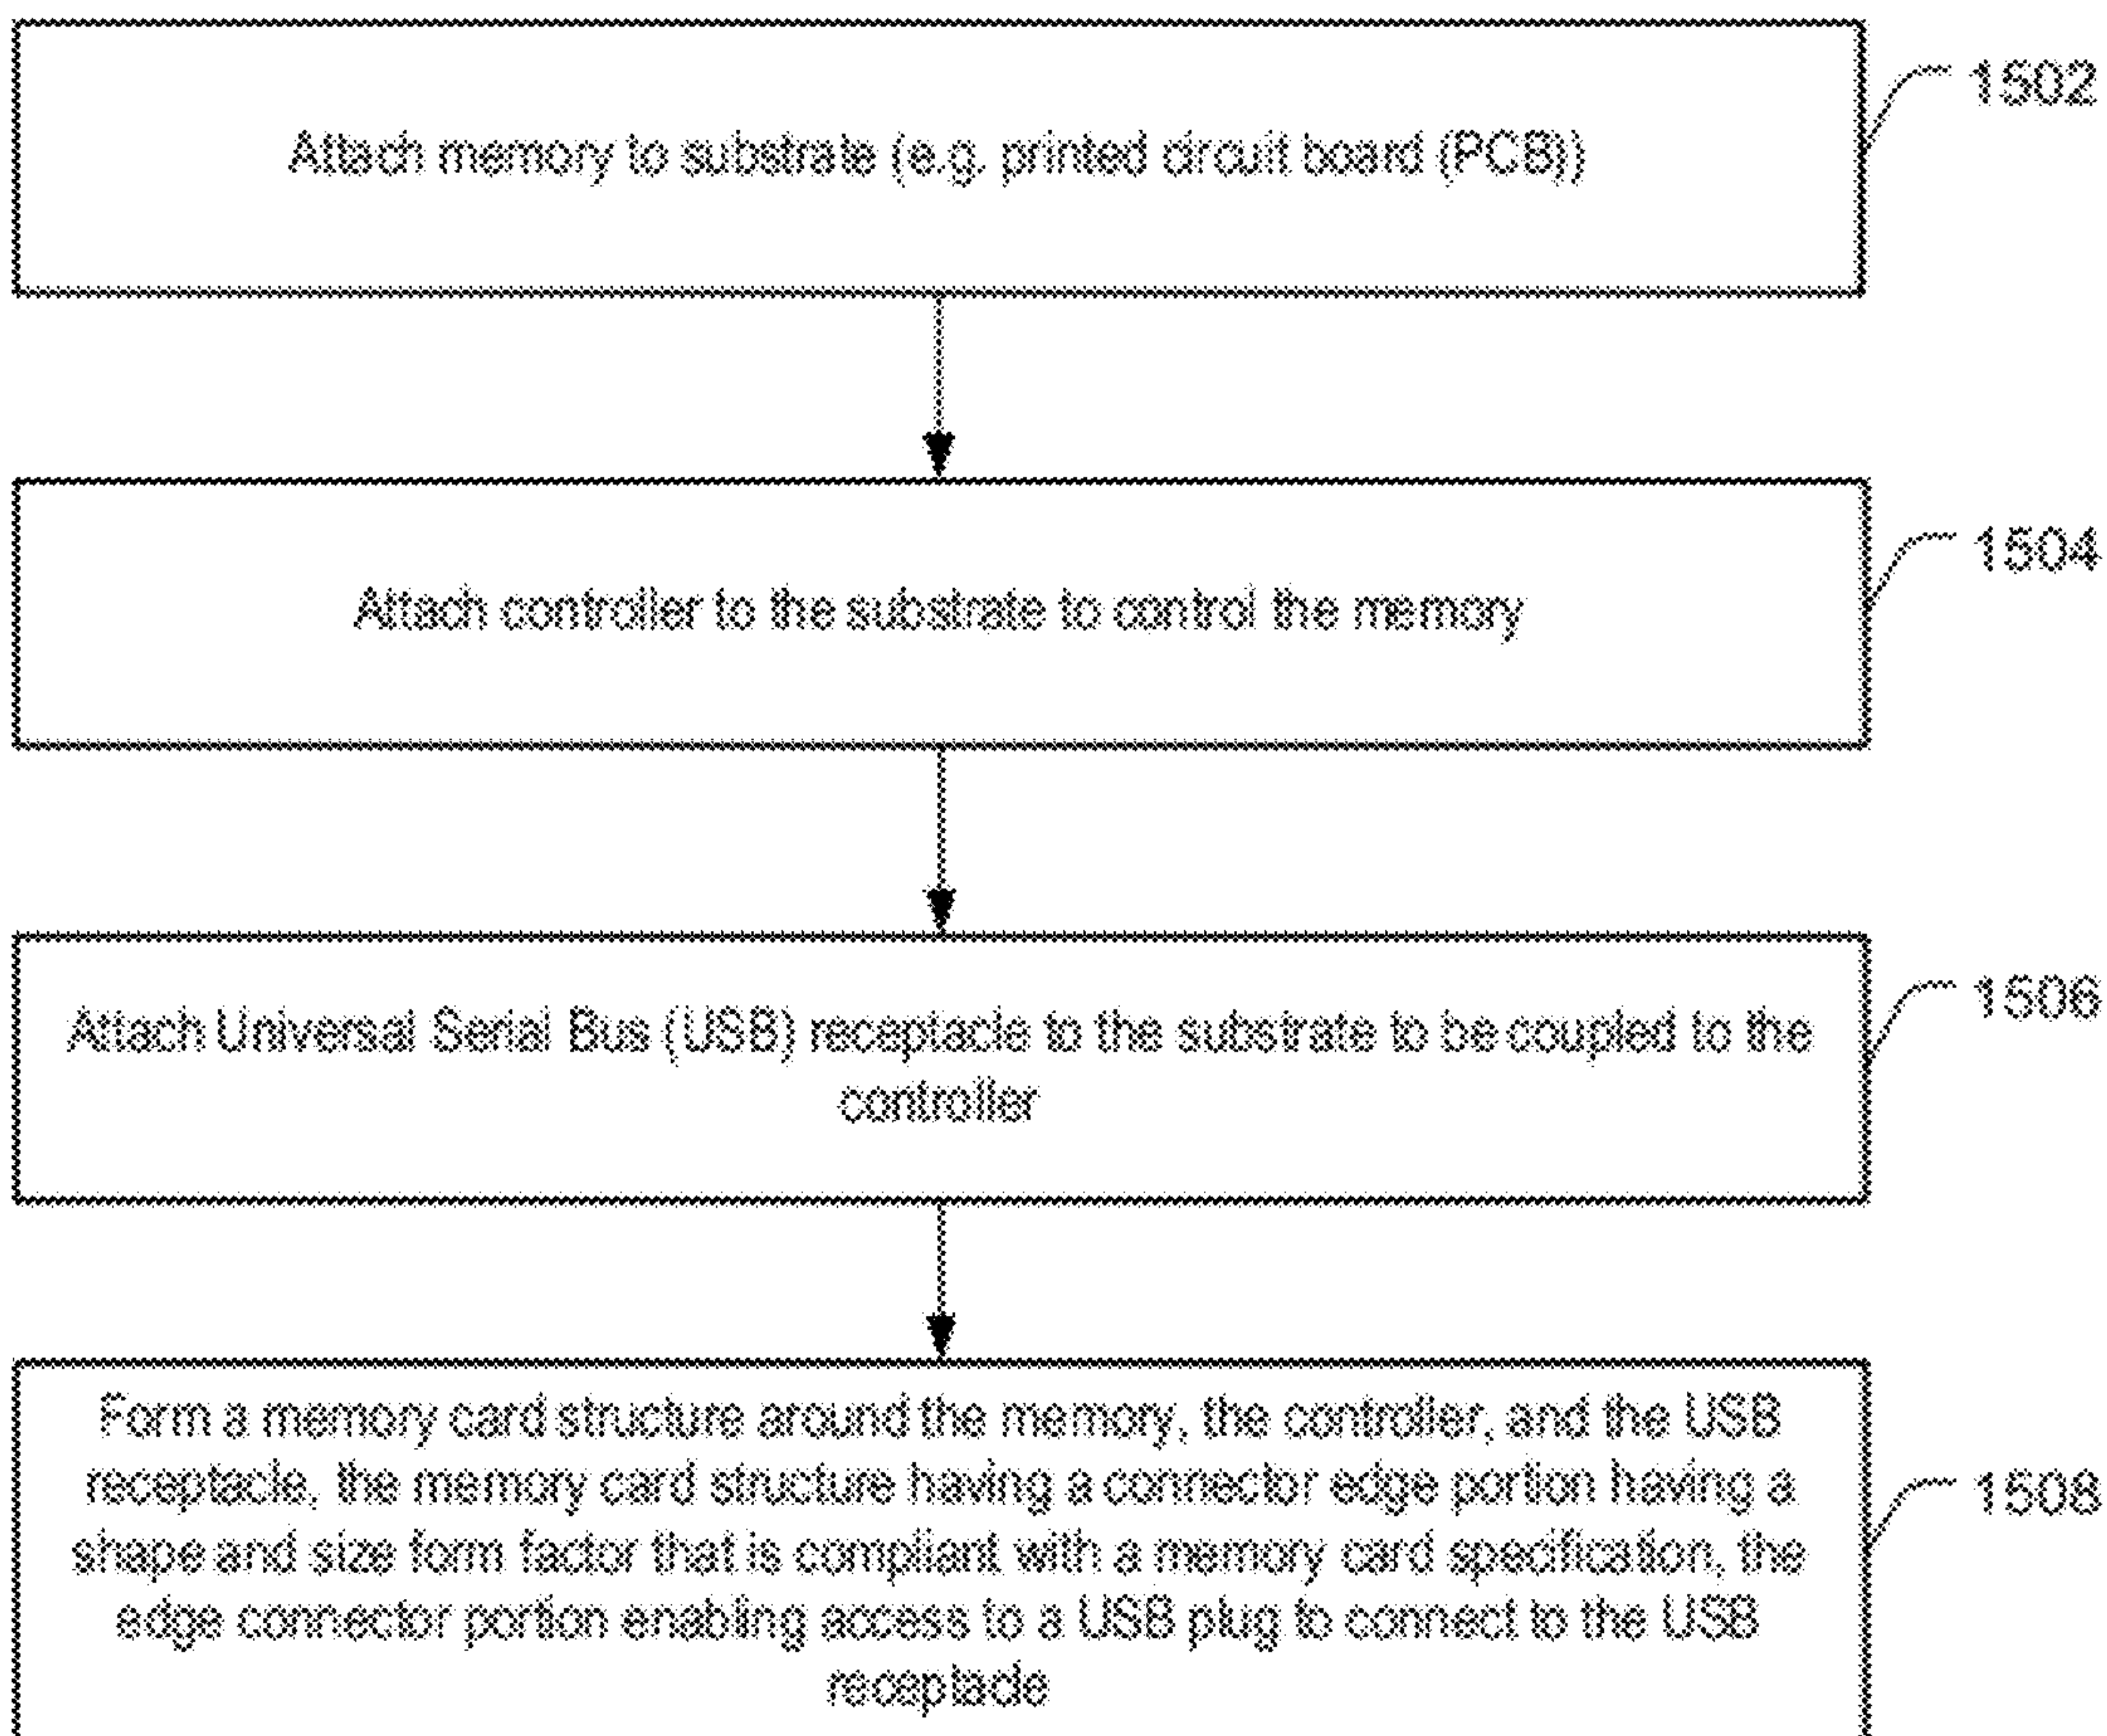 Attach memory to substrate (e.g. printed circuit board (PCB))
1502
Attach controller to the substrate to control the memory
1504
Attach Universal Serial Bus (USB) receptacle to the substrate to be coupled to the
controller
1506
Form a memory card structure around the memory, the controller, and the USB
receptacle, the memory card structure having a connector edge portion having a
shape and size form factor that is compliant with a memory card specification, the
edge connector portion enabling access to a USB plug to connect to the USB
receptacle
1508